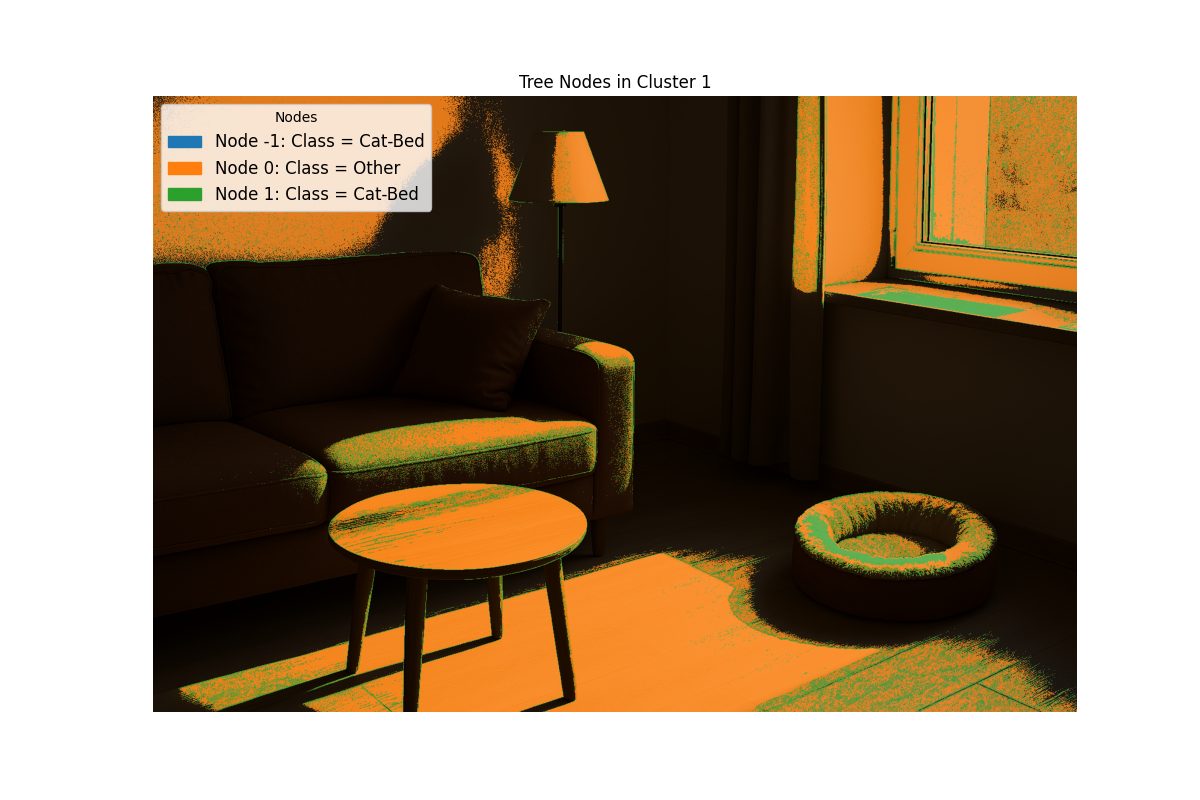 Tree Nodes in Cluster 1
Nodes
Node -1: Class = Cat-Bed
Node 0: Class = Other
Node 1: Class = Cat-Bed